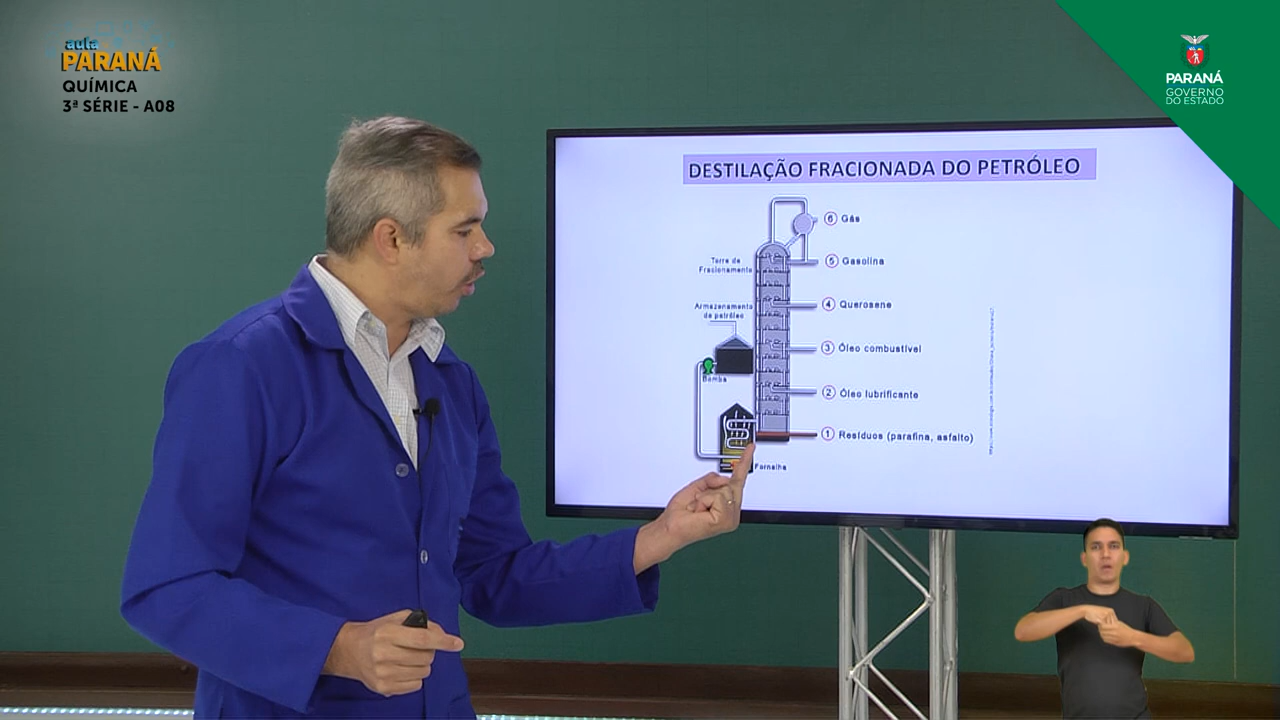 aula
PARANÁ
QUÍMICA
3ª SÉRIE - A08
PARANÁ
GOVERNO
DO ESTADO
DESTILAÇÃO FRACIONADA DO PETRÓLEO
6 Gás
Torre de
Fracionamento
5 Gasolina
Armazenamento
de petróleo
4 Querosene
3 Óleo combustível
Bomba
2 Óleo lubrificante
1 Resíduos (parafina, asfalto)
Fornalha